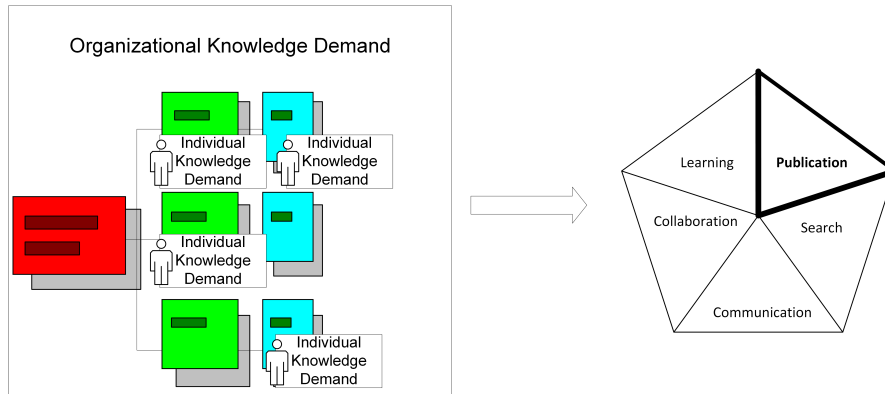 Organizational Knowledge Demand
Individual
Knowledge
Demand
Individual
Knowledge
Demand
Individual
Knowledge
Demand
Individual
Knowledge
Demand
Learning
Publication
Collaboration
Search
Communication